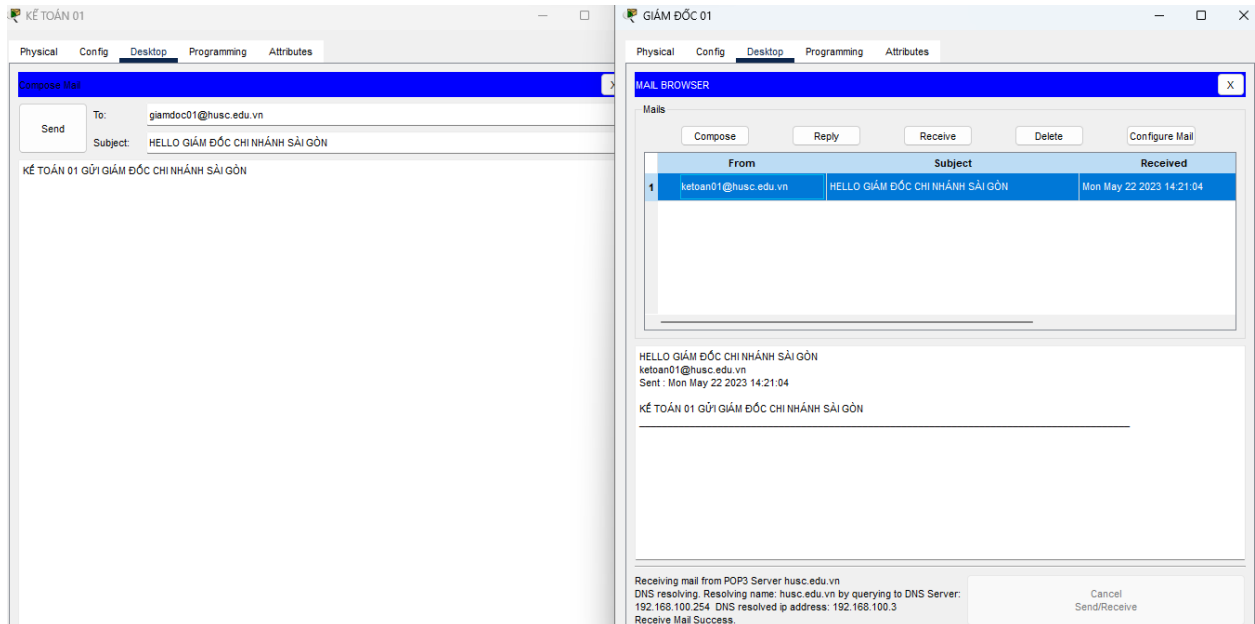 KẾ TOÁN 01
Physical Config Desktop Programming Attributes
Compose Mail
X
Send
To: giamdoc01@husc.edu.vn
Subject: HELLO GIÁM ĐỐC CHI NHÁNH SÀI GÒN
KẾ TOÁN 01 GỬI GIÁM ĐỐC CHI NHÁNH SÀI GÒN
GIÁM ĐỐC 01
Physical Config Desktop Programming Attributes
MAIL BROWSER
X
Mails
Compose Reply Receive Delete Configure Mail
From Subject Received
1 ketoan01@husc.edu.vn HELLO GIÁM ĐỐC CHI NHÁNH SÀI GÒN Mon May 22 2023 14:21:04
HELLO GIÁM ĐỐC CHI NHÁNH SÀI GÒN
ketoan01@husc.edu.vn
Sent : Mon May 22 2023 14:21:04
KẾ TOÁN 01 GỬI GIÁM ĐỐC CHI NHÁNH SÀI GÒN
Receiving mail from POP3 Server husc.edu.vn
DNS resolving. Resolving name: husc.edu.vn by querying to DNS Server:
192.168.100.254 DNS resolved ip address: 192.168.100.3
Receive Mail Success.
Cancel
Send/Receive